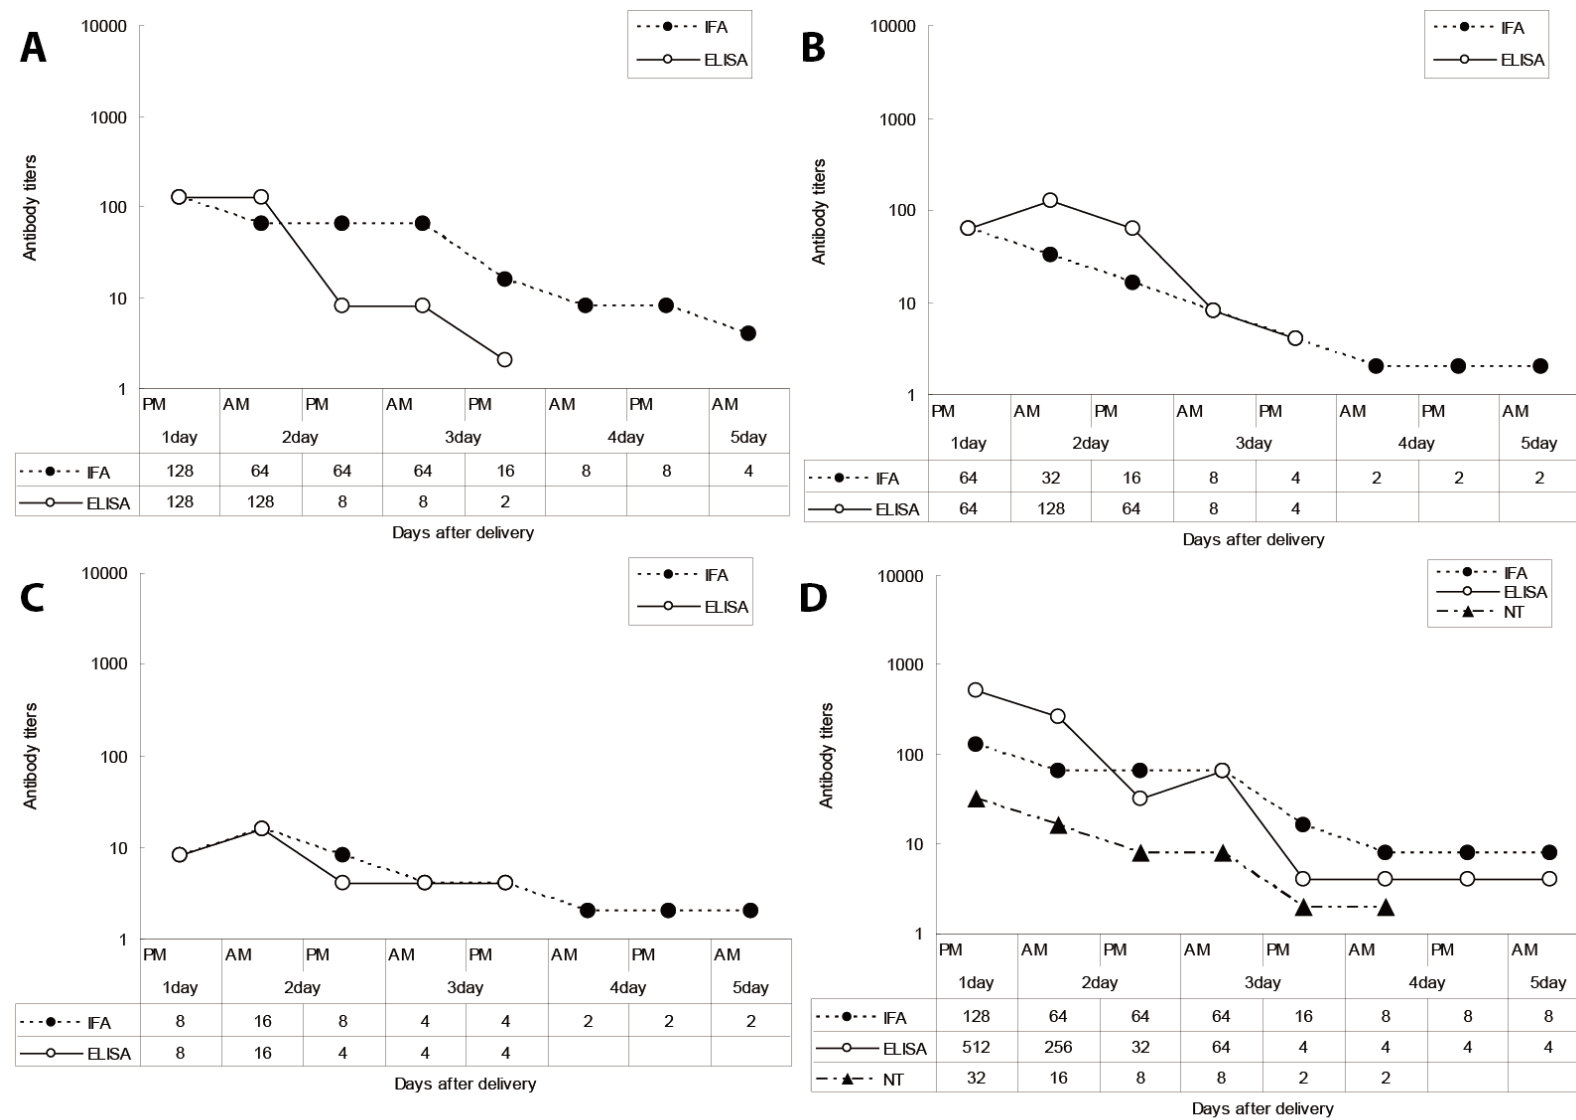 A
IFA
ELISA
10000
1000
100
10
1
Antibody titers
PM AM PM AM PM AM PM AM
1day 2day 3day 4day 5day
IFA 128 64 64 64 16 8 8 4
ELISA 128 128 8 8 2
Days after delivery
B
IFA
ELISA
10000
1000
100
10
1
Antibody titers
PM AM PM AM PM AM PM AM
1day 2day 3day 4day 5day
IFA 64 32 16 8 4 2 2 2
ELISA 64 128 64 8 4
Days after delivery
C
IFA
ELISA
10000
1000
100
10
1
Antibody titers
PM AM PM AM PM AM PM AM
1day 2day 3day 4day 5day
IFA 8 16 8 4 4 2 2 2
ELISA 8 16 4 4 4
Days after delivery
D
IFA
ELISA
NT
10000
1000
100
10
1
Antibody titers
PM AM PM AM PM AM PM AM
1day 2day 3day 4day 5day
IFA 128 64 64 64 16 8 8 8
ELISA 512 256 32 64 4 4 4 4
NT 32 16 8 8 2 2
Days after delivery